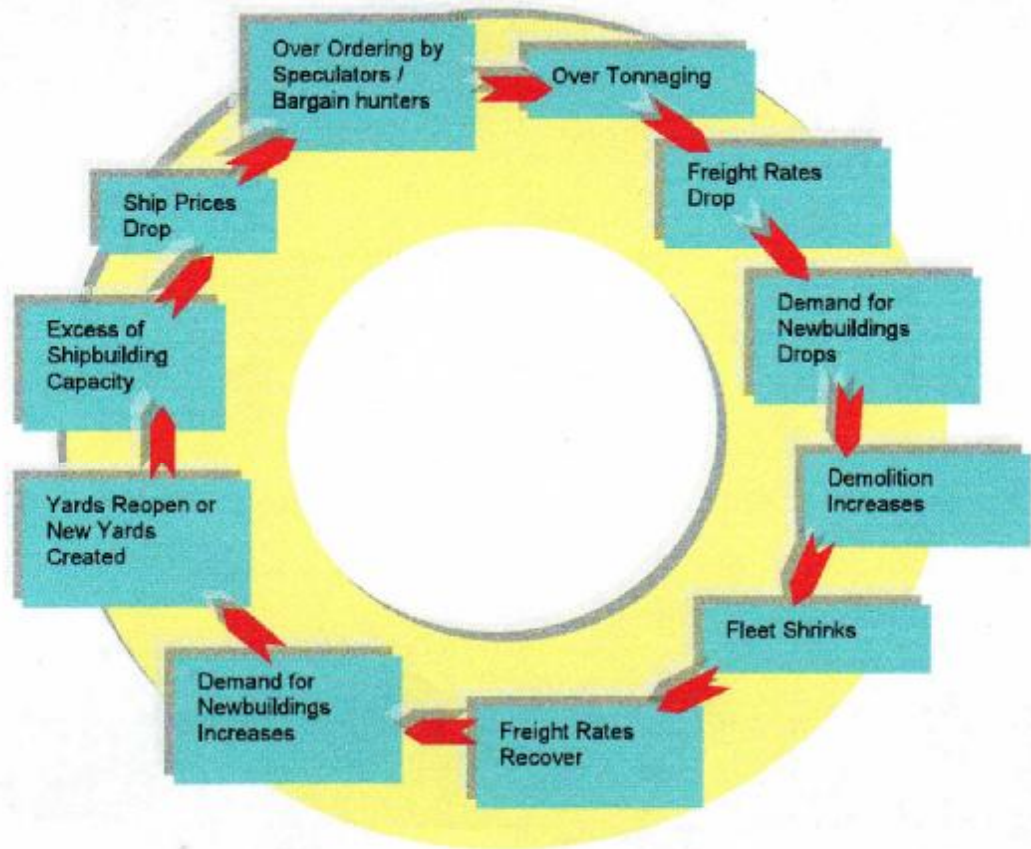 Over Ordering by
Speculators /
Bargain hunters
Over Tonnaging
Freight Rates
Drop
Demand for
Newbuildings
Drops
Demolition
Increases
Fleet Shrinks
Freight Rates
Recover
Demand for
Newbuildings
Increases
Yards Reopen or
New Yards
Created
Excess of
Shipbuilding
Capacity
Ship Prices
Drop